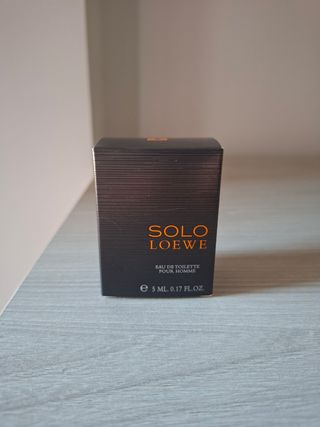 SOLO
LOEWE
EAU DE TOILETTE
POUR HOMME
℮ 5 ML. 0.17 FL.OZ.